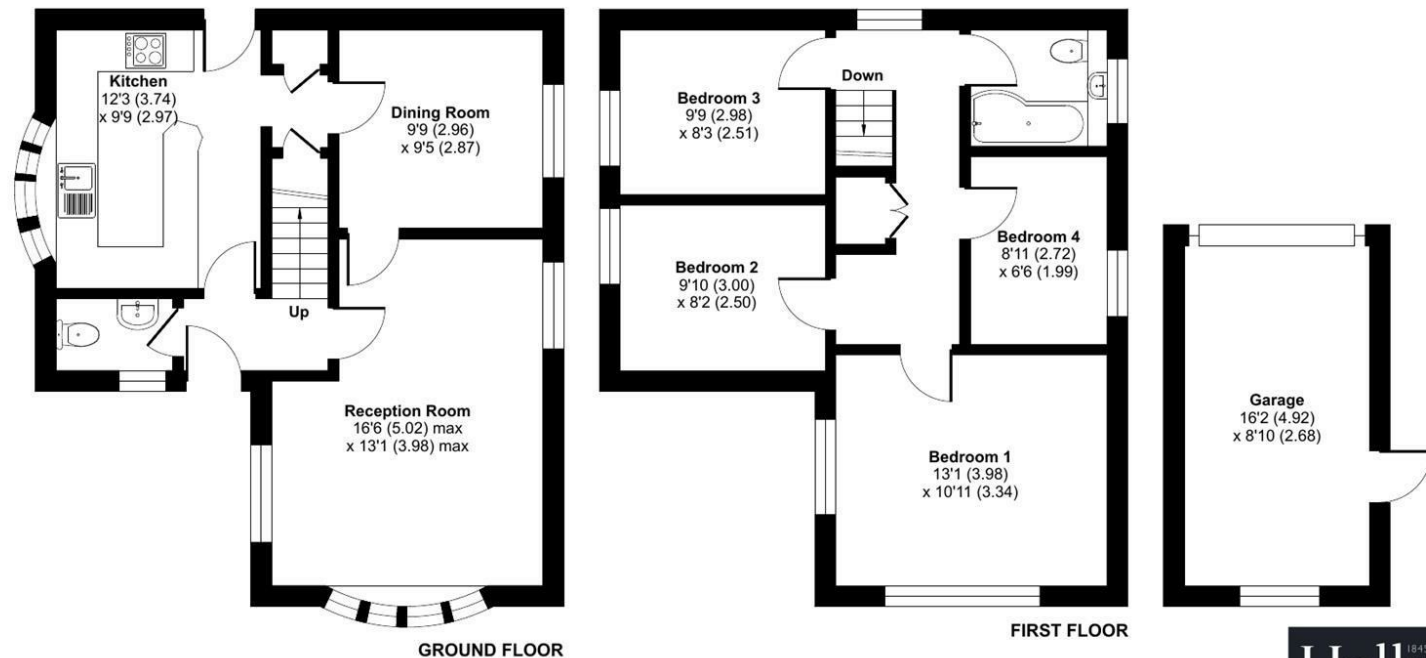 Kitchen
12'3 (3.74)
x 9'9 (2.97)
Dining Room
9'9 (2.96)
x 9'5 (2.87)
Up
Reception Room
16'6 (5.02) max
x 13'1 (3.98) max
GROUND FLOOR
Bedroom 3
9'9 (2.98)
x 8'3 (2.51)
Down
Bedroom 2
9'10 (3.00)
x 8'2 (2.50)
Bedroom 4
8'11 (2.72)
x 6'6 (1.99)
Bedroom 1
13'1 (3.98)
x 10'11 (3.34)
FIRST FLOOR
Garage
16'2 (4.92)
x 8'10 (2.68)